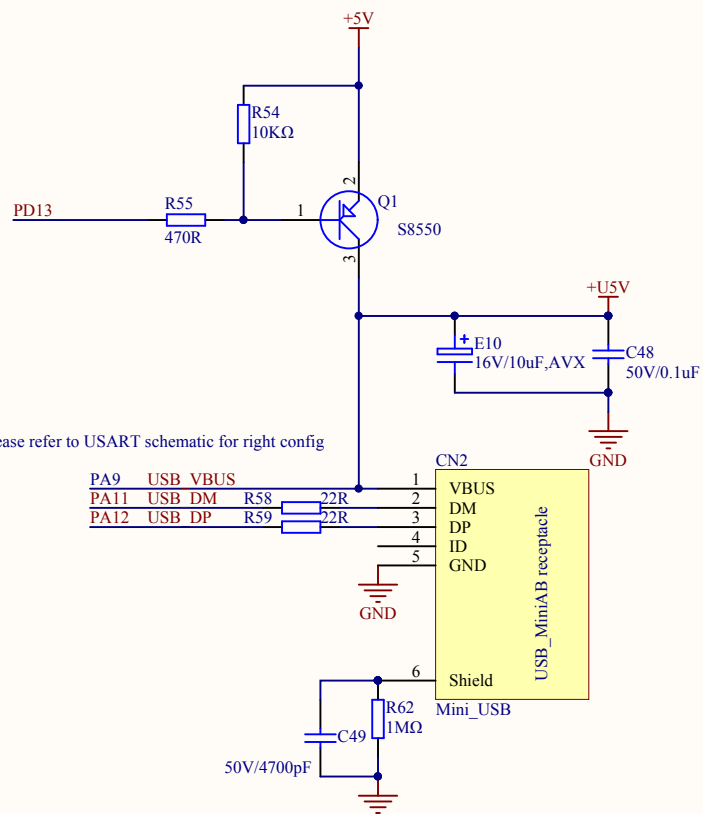 +5V
R54
10KΩ
2
Q1
R55
1
PD13
S8550
470R
3
+U5V
E10
+
16V/10uF,AVX
C48
50V/0.1uF
ease refer to USART schematic for right config
GND
CN2
PA9 USB_VBUS 1 VBUS
PA11 USB_DM R58 22R 2 DM
PA12 USB_DP R59 22R 3 DP
4 ID
5 GND
USB_MiniAB receptacle
GND
6 Shield
R62
Mini_USB
C49
1MΩ
50V/4700pF